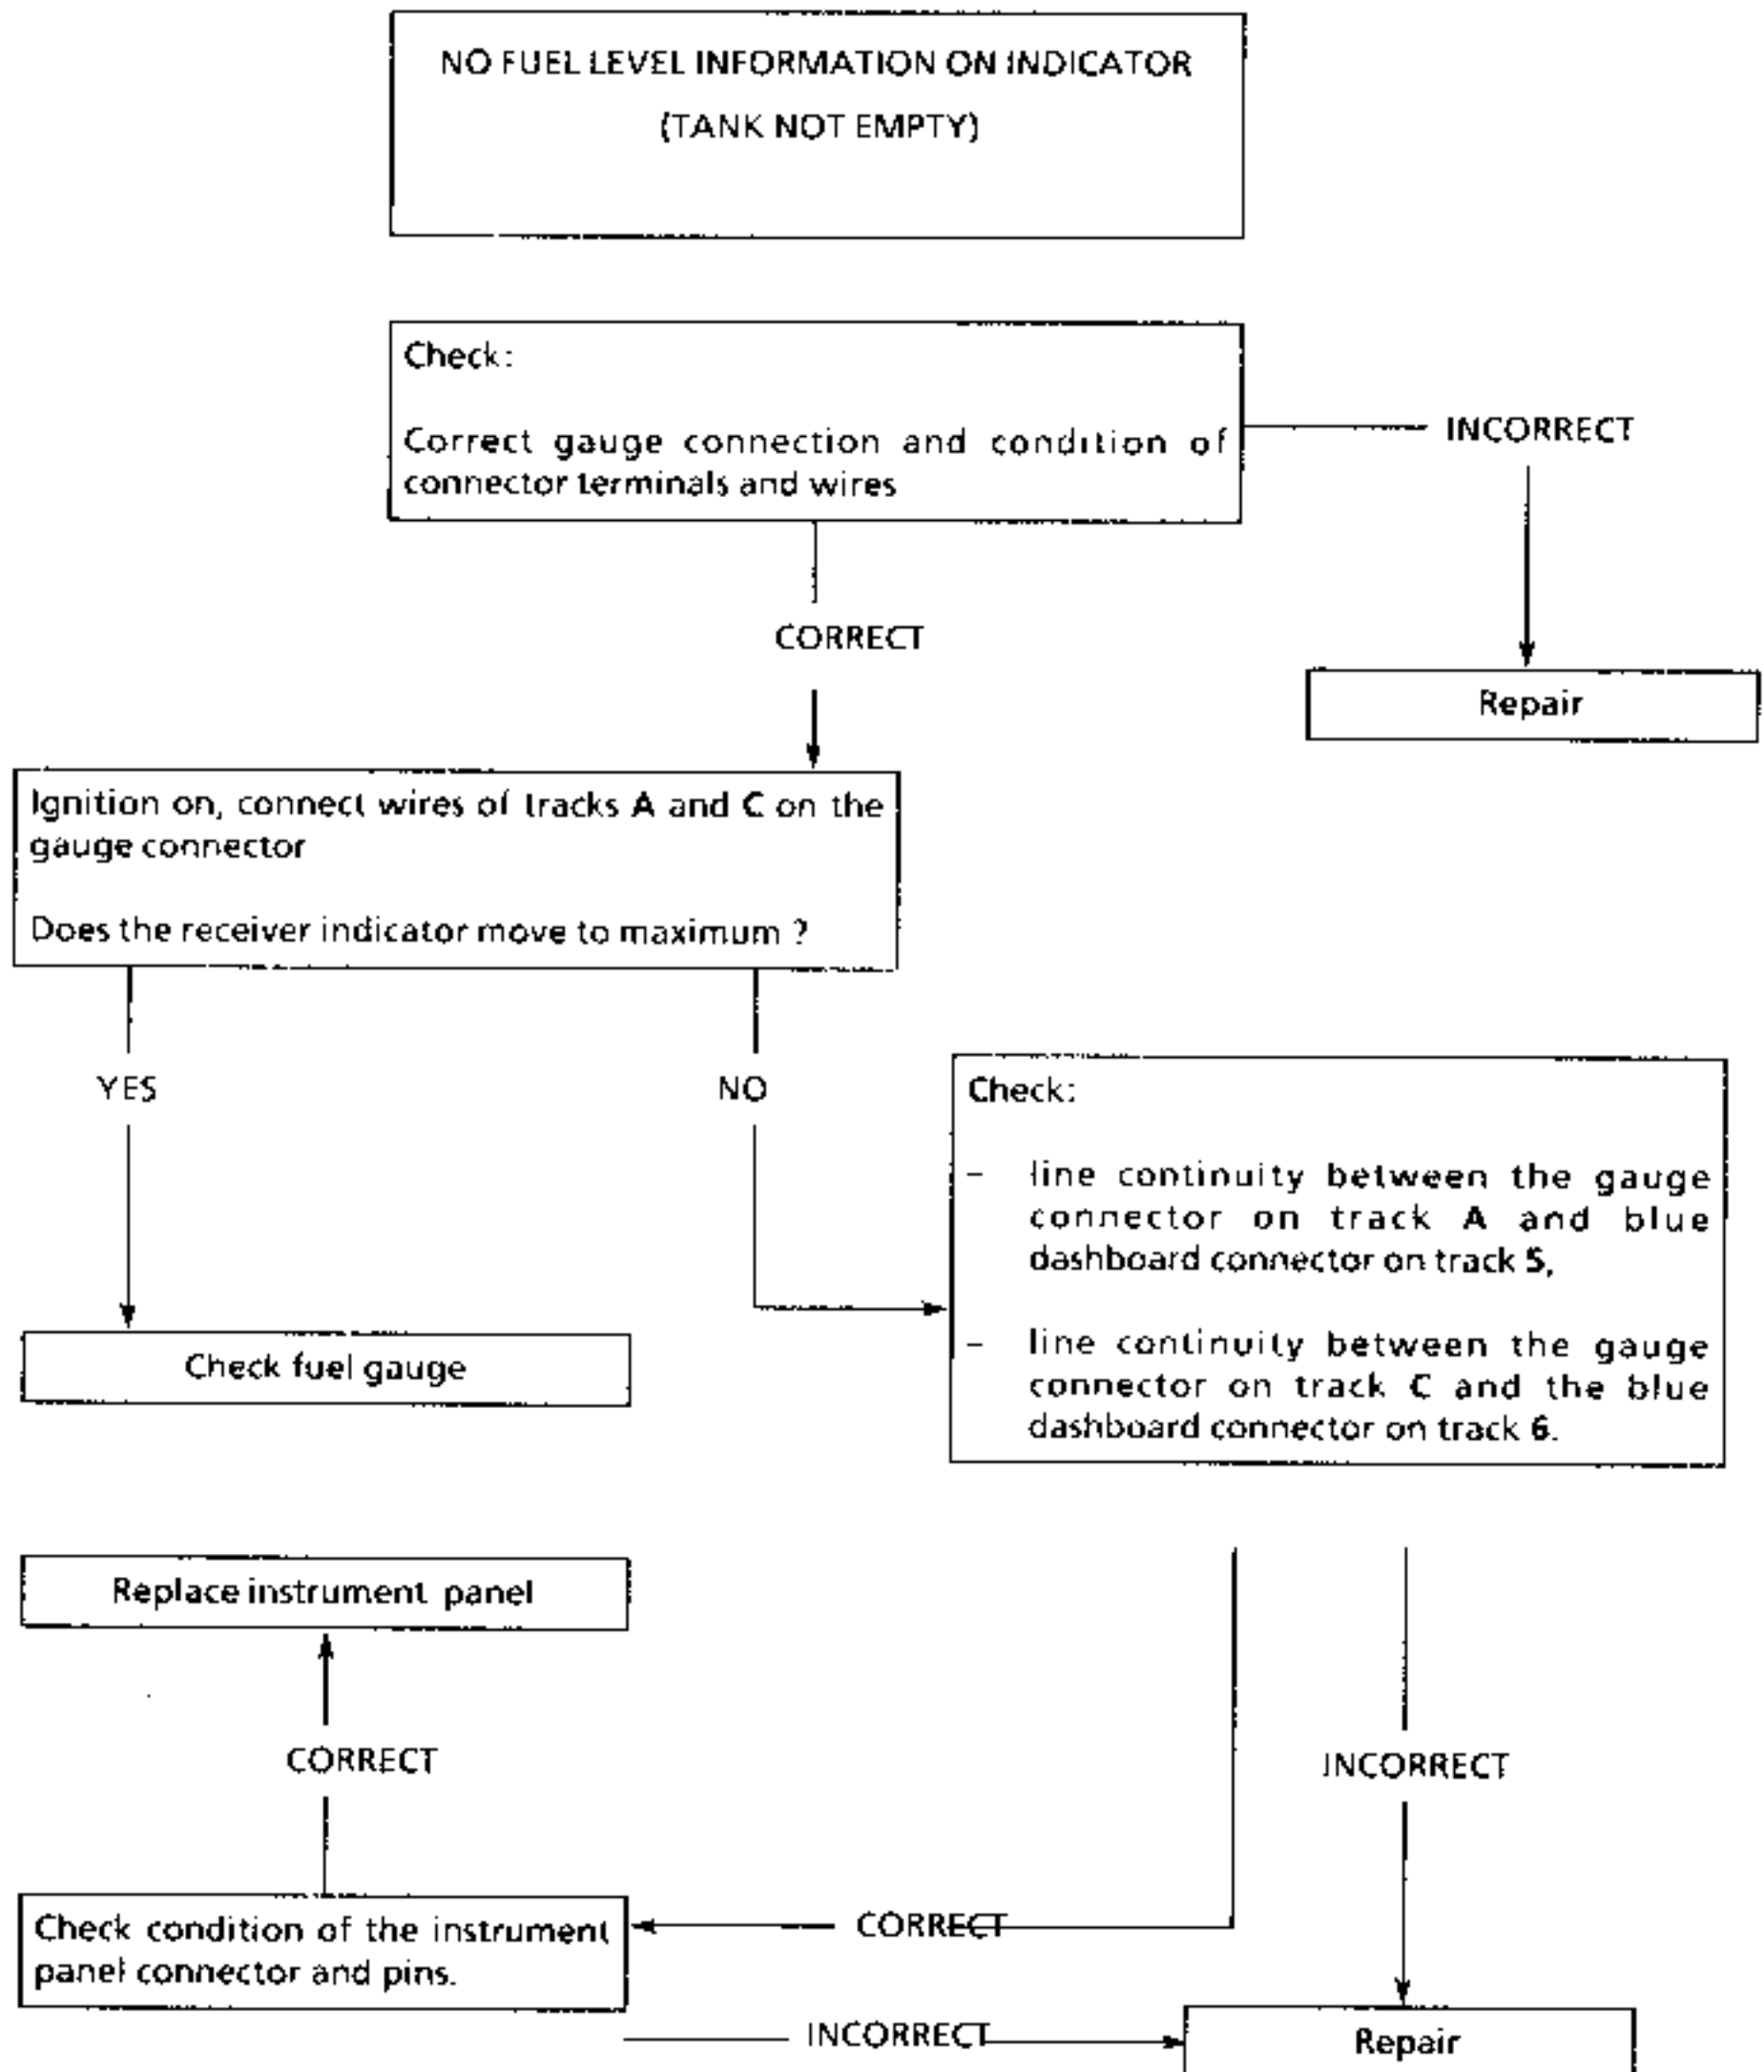 NO FUEL LEVEL INFORMATION ON INDICATOR
(TANK NOT EMPTY)
Check:
Correct gauge connection and condition of
connector terminals and wires
INCORRECT
CORRECT
Repair
Ignition on, connect wires of tracks A and C on the
gauge connector
Does the receiver indicator move to maximum ?
YES
NO
Check:
- line continuity between the gauge
connector on track A and blue
dashboard connector on track 5,
- line continuity between the gauge
connector on track C and the blue
dashboard connector on track 6.
Check fuel gauge
Replace instrument panel
CORRECT
INCORRECT
Check condition of the instrument
panel connector and pins.
CORRECT
INCORRECT
Repair